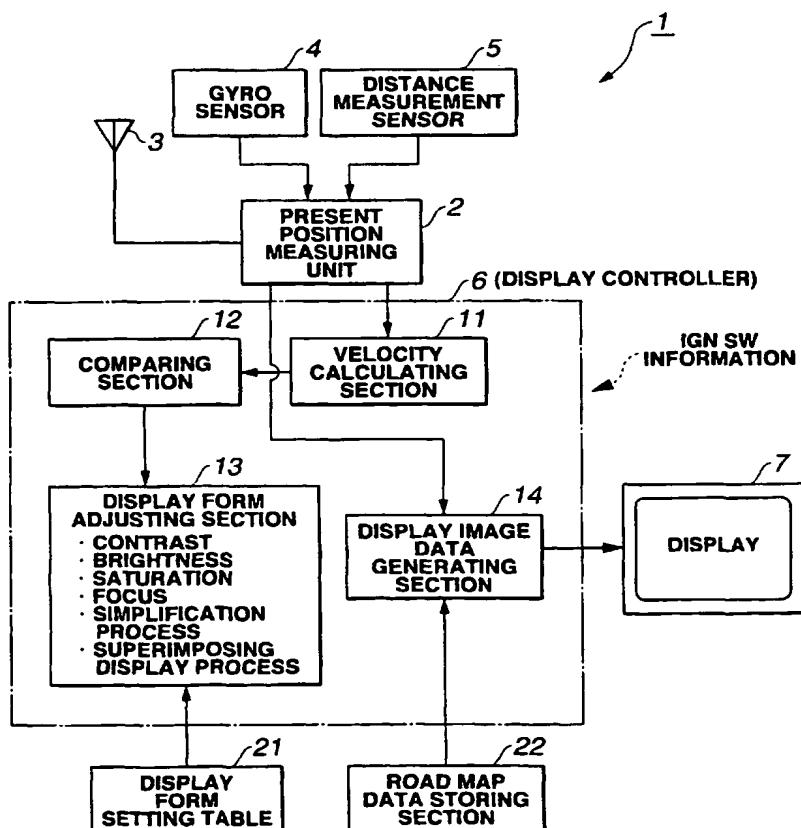 1
4
5
GYRO
SENSOR
DISTANCE
MEASUREMENT
SENSOR
3
2
PRESENT
POSITION
MEASURING
UNIT
6 (DISPLAY CONTROLLER)
12
11
COMPARING
SECTION
VELOCITY
CALCULATING
SECTION
IGN SW
INFORMATION
13
DISPLAY FORM
ADJUSTING SECTION
· CONTRAST
· BRIGHTNESS
· SATURATION
· FOCUS
· SIMPLIFICATION
PROCESS
· SUPERIMPOSING
DISPLAY PROCESS
14
DISPLAY IMAGE
DATA
GENERATING
SECTION
7
DISPLAY
21
DISPLAY
FORM
SETTING TABLE
22
ROAD MAP
DATA STORING
SECTION